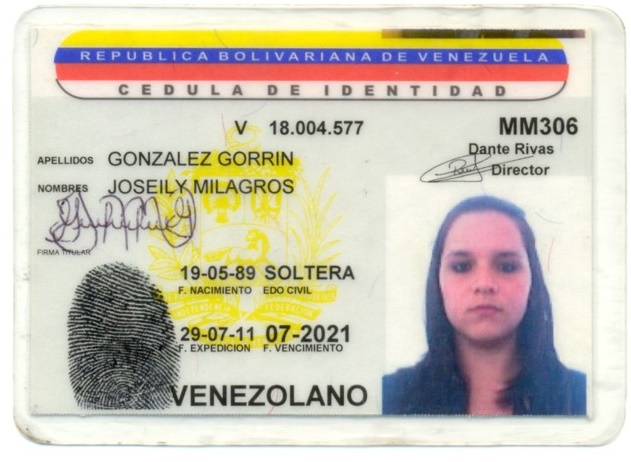 REPUBLICA BOLIVARIANA DE VENEZUELA
CEDULA DE IDENTIDAD
V 18.004.577
MM306
Dante Rivas
Director
APELLIDOS GONZALEZ GORRIN
NOMBRES JOSEILY MILAGROS
FIRMA TITULAR
19-05-89 SOLTERA
F. NACIMIENTO EDO CIVIL
29-07-11 07-2021
F. EXPEDICION F. VENCIMIENTO
VENEZOLANO